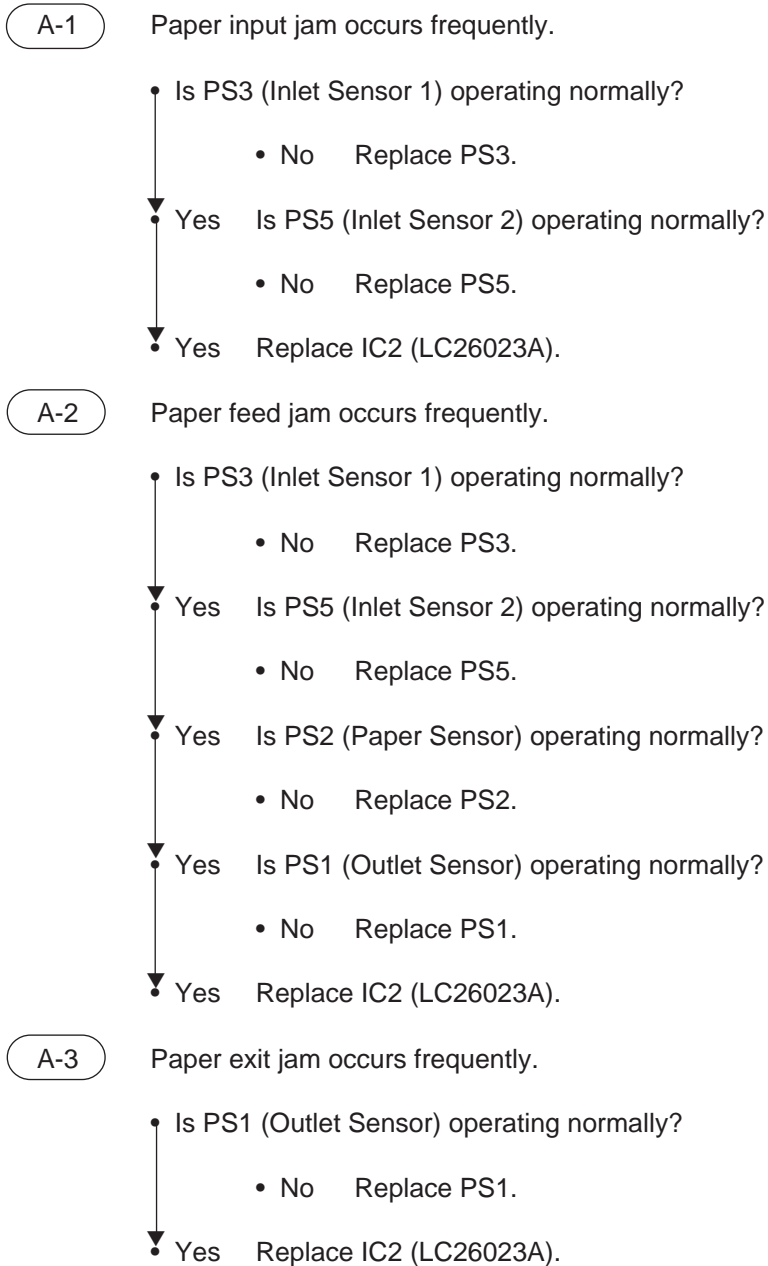 A-1 Paper input jam occurs frequently.
• Is PS3 (Inlet Sensor 1) operating normally?
• No Replace PS3.
• Yes Is PS5 (Inlet Sensor 2) operating normally?
• No Replace PS5.
• Yes Replace IC2 (LC26023A).
A-2 Paper feed jam occurs frequently.
• Is PS3 (Inlet Sensor 1) operating normally?
• No Replace PS3.
• Yes Is PS5 (Inlet Sensor 2) operating normally?
• No Replace PS5.
• Yes Is PS2 (Paper Sensor) operating normally?
• No Replace PS2.
• Yes Is PS1 (Outlet Sensor) operating normally?
• No Replace PS1.
• Yes Replace IC2 (LC26023A).
A-3 Paper exit jam occurs frequently.
• Is PS1 (Outlet Sensor) operating normally?
• No Replace PS1.
• Yes Replace IC2 (LC26023A).